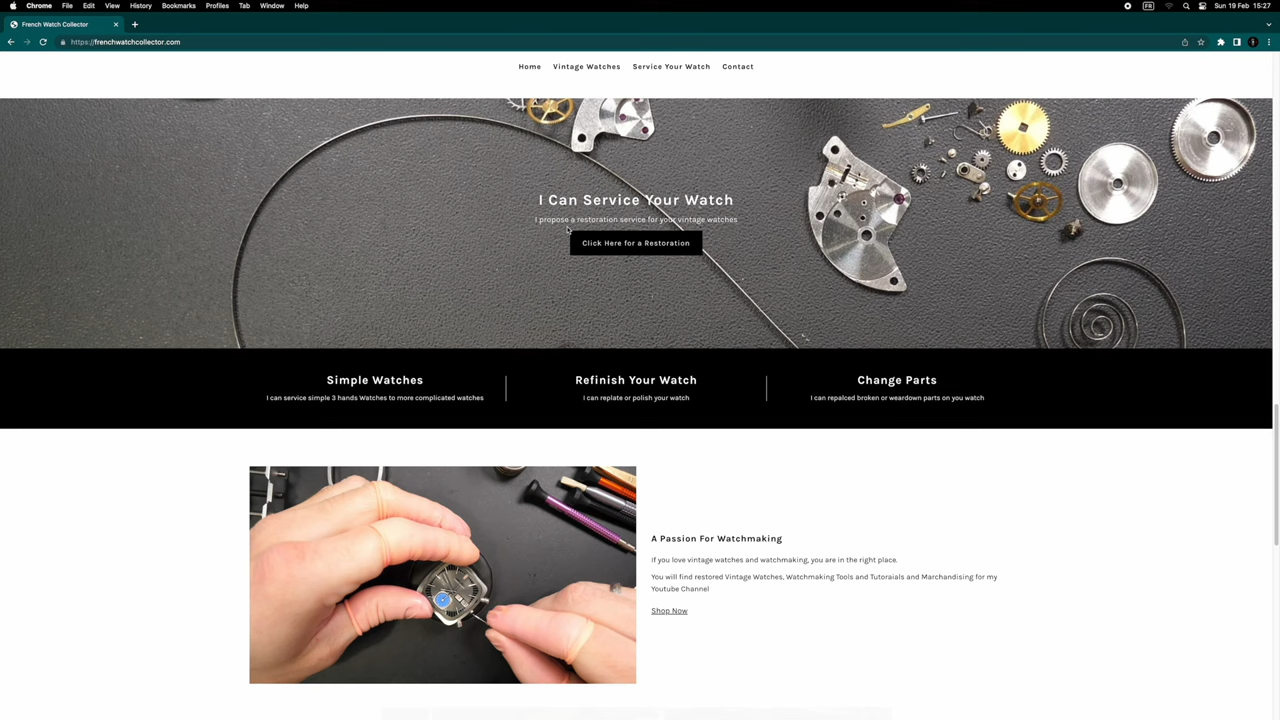 Chrome File Edit View History Bookmarks Profiles Tab Window Help FR Sun 19 Feb 15:27
French Watch Collector
https://frenchwatchcollector.com
Home Vintage Watches Service Your Watch Contact
I Can Service Your Watch
I propose a restoration service for your vintage watches
Click Here for a Restoration
Simple Watches
I can service simple 3 hands Watches to more complicated watches
Refinish Your Watch
I can replate or polish your watch
Change Parts
I can repalced broken or weardown parts on you watch
A Passion For Watchmaking
If you love vintage watches and watchmaking, you are in the right place.
You will find restored Vintage Watches, Watchmaking Tools and Tutoraials and Marchandising for my
Youtube Channel
Shop Now